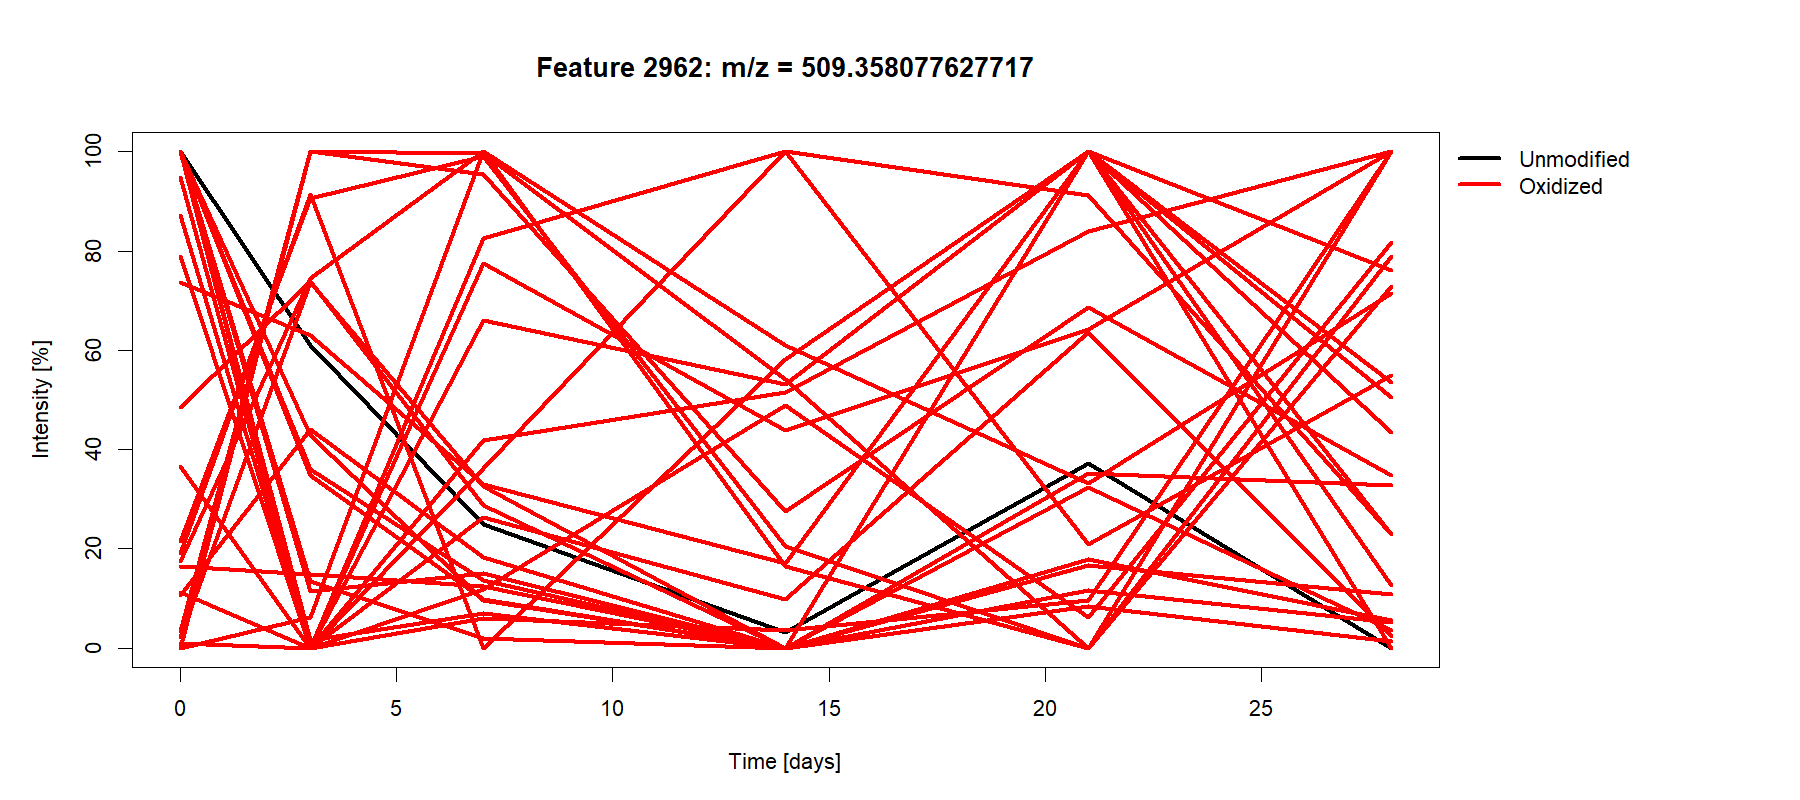 Feature 2962: m/z = 509.358077627717
Unmodified
Oxidized
Intensity [%]
100
80
60
40
20
0
0 5 10 15 20 25
Time [days]